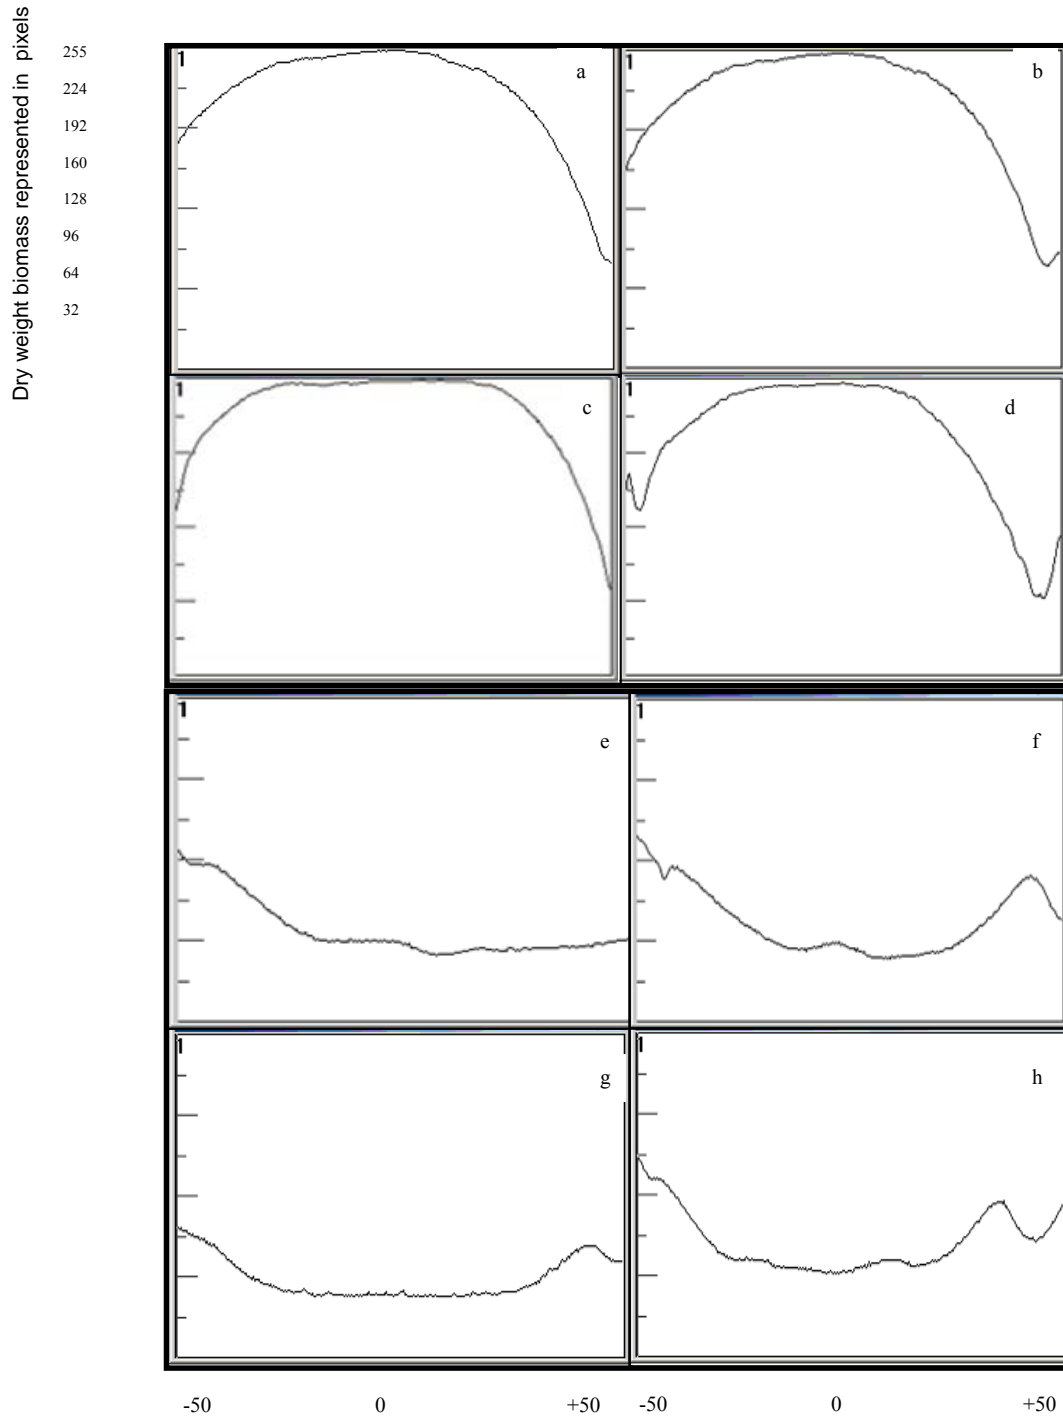 Dry weight biomass represented in pixels
255
224
192
160
128
96
64
32
1 a
1 b
1 c
1 d
1 e
1 f
1 g
1 h
-50 0 +50 -50 0 +50